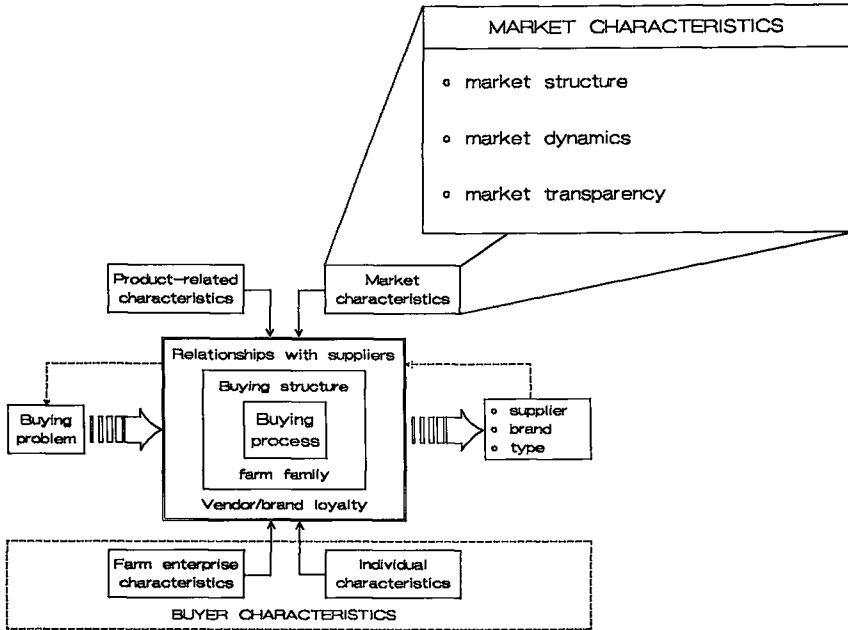 MARKET CHARACTERISTICS
market structure
market dynamics
market transparency
Product-related
characteristics
Market
characteristics
Relationships with suppliers
Buying structure
Buying
process
farm family
Vendor/brand loyalty
Buying
problem
supplier
brand
type
Farm enterprise
characteristics
Individual
characteristics
BUYER CHARACTERISTICS